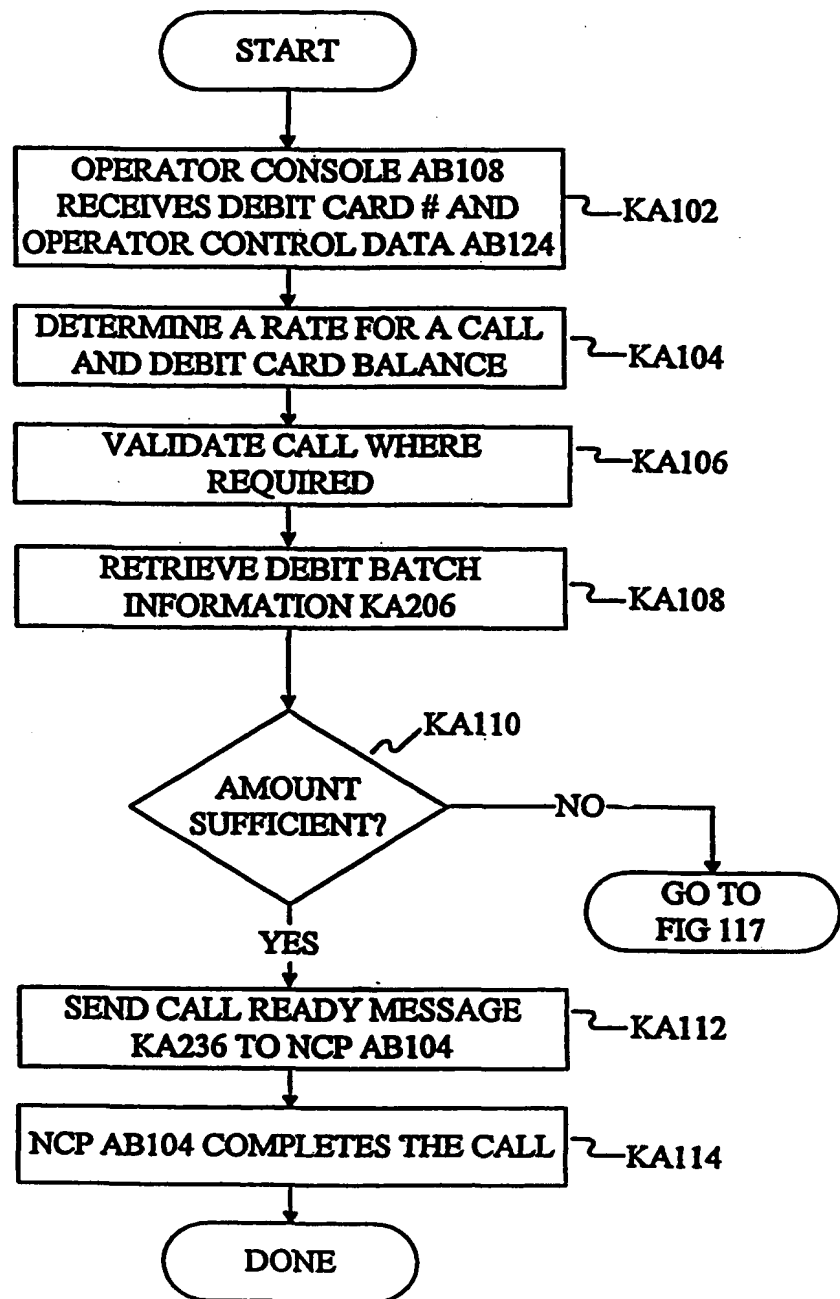 START
OPERATOR CONSOLE AB108
RECEIVES DEBIT CARD # AND
OPERATOR CONTROL DATA AB124
KA102
DETERMINE A RATE FOR A CALL
AND DEBIT CARD BALANCE
KA104
VALIDATE CALL WHERE
REQUIRED
KA106
RETRIEVE DEBIT BATCH
INFORMATION KA206
KA108
KA110
AMOUNT
SUFFICIENT?
NO
GO TO
FIG 117
YES
SEND CALL READY MESSAGE
KA236 TO NCP AB104
KA112
NCP AB104 COMPLETES THE CALL
KA114
DONE